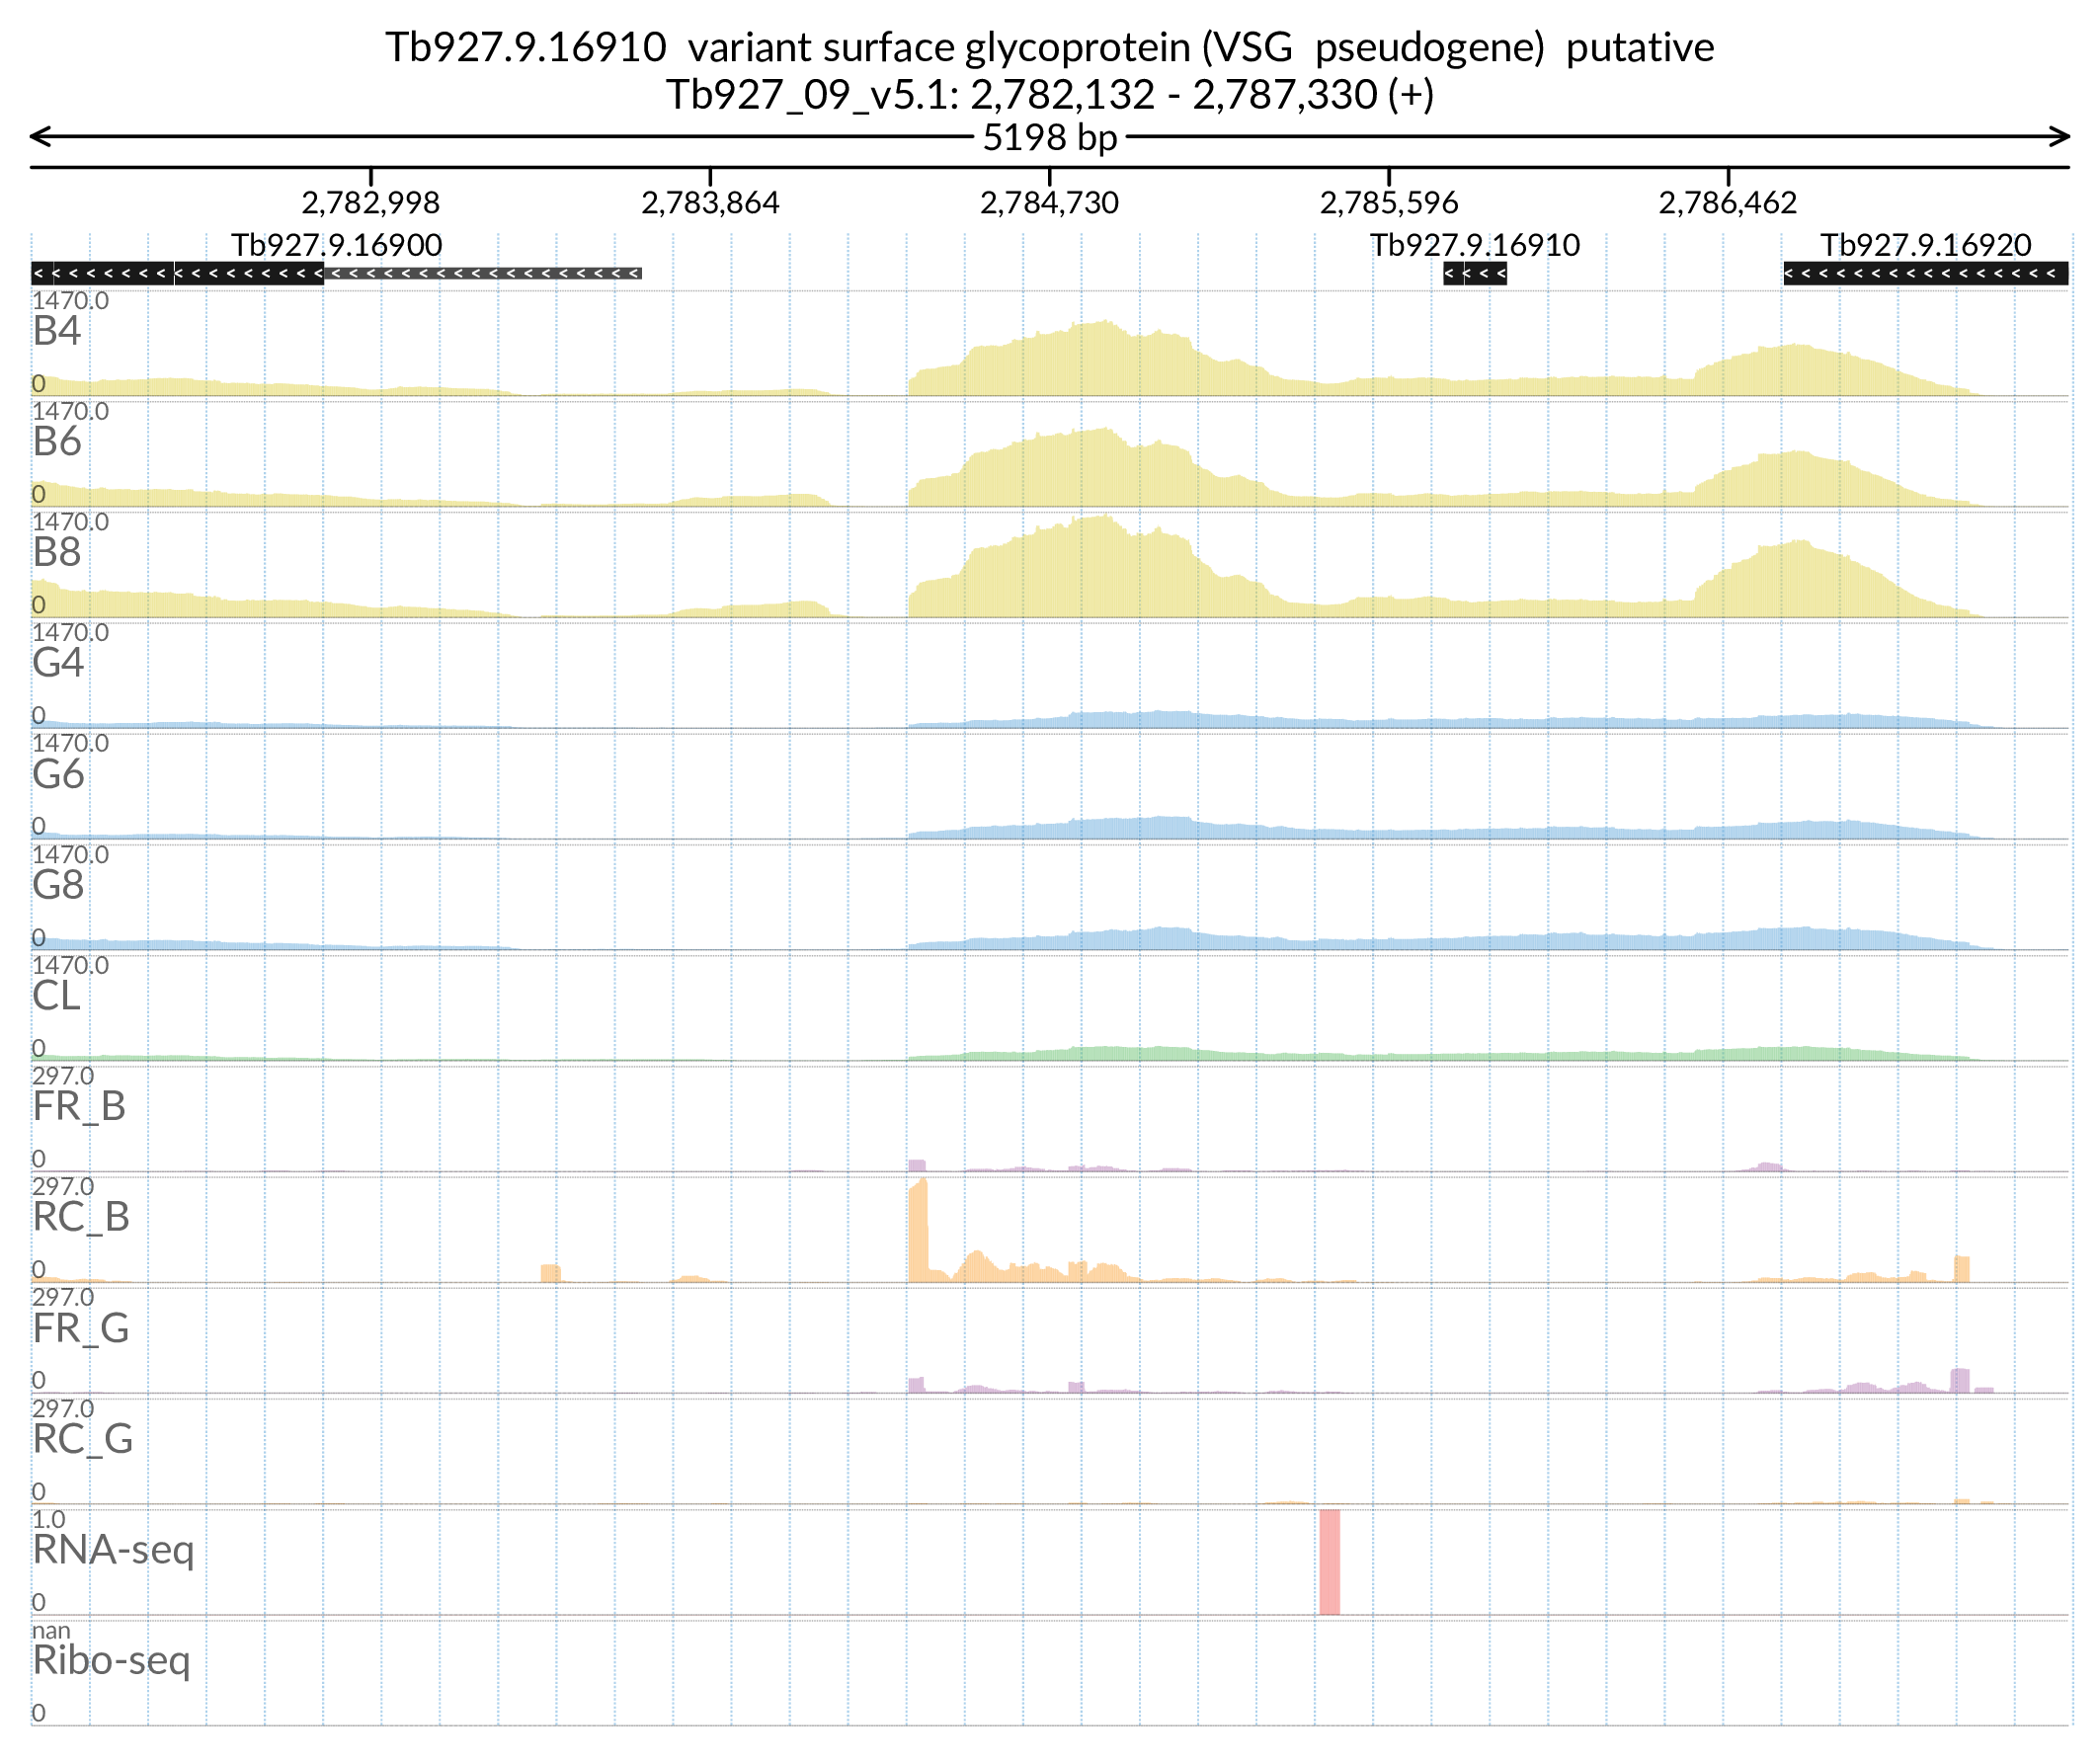 Tb927.9.16910  variant surface glycoprotein (VSG  pseudogene)  putative
Tb927_09_v5.1: 2,782,132 - 2,787,330 (+)
5198 bp
2,782,998 2,783,864 2,784,730 2,785,596 2,786,462
Tb927.9.16900 Tb927.9.16910 Tb927.9.16920
1470.0
B4
0
1470.0
B6
0
1470.0
B8
0
1470.0
G4
0
1470.0
G6
0
1470.0
G8
0
1470.0
CL
0
297.0
FR_B
0
297.0
RC_B
0
297.0
FR_G
0
297.0
RC_G
0
1.0
RNA-seq
0
nan
Ribo-seq
0